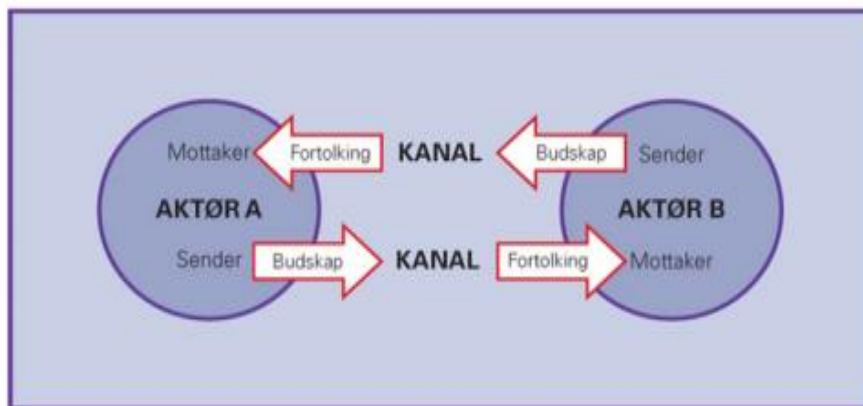 Mottaker Fortolking KANAL Budskap Sender
AKTØR A AKTØR B
Sender Budskap KANAL Fortolking Mottaker